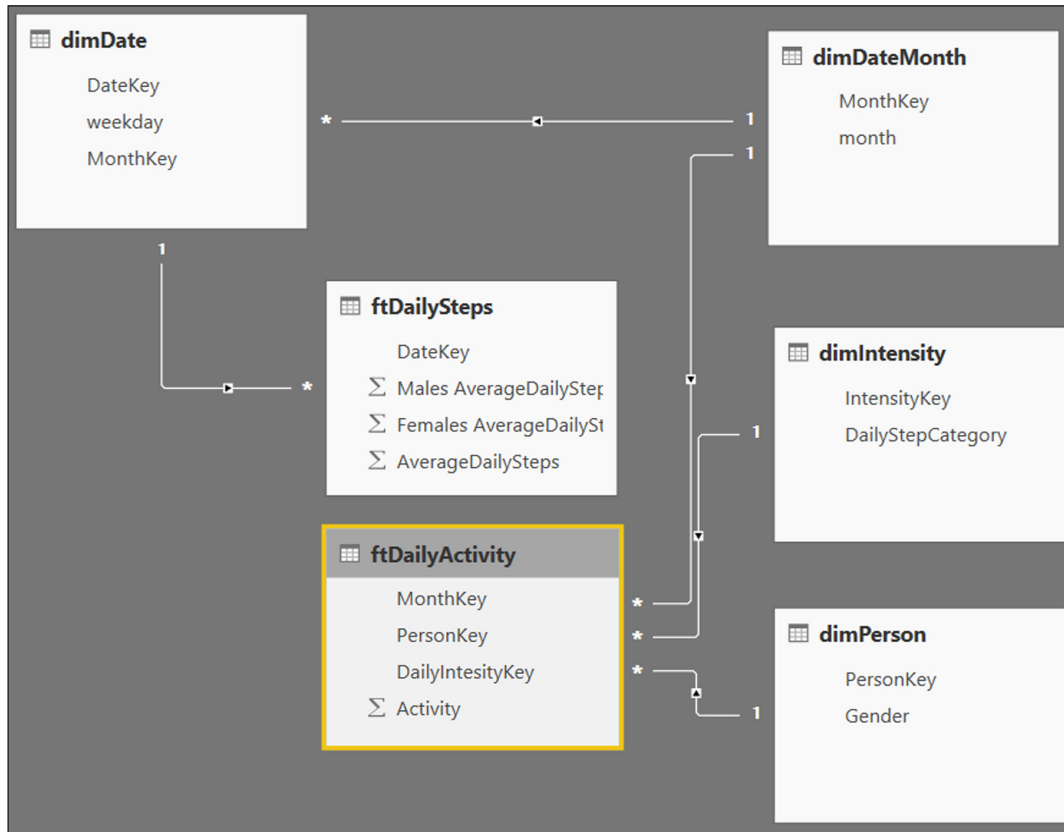 dimDate
DateKey
weekday
MonthKey
*
1
1
dimDateMonth
MonthKey
month
1
*
ftDailySteps
DateKey
Σ Males AverageDailyStep
Σ Females AverageDailySt
Σ AverageDailySteps
dimIntensity
IntensityKey
DailyStepCategory
1
ftDailyActivity
MonthKey
PersonKey
DailyIntesityKey
Σ Activity
*
*
*
dimPerson
PersonKey
Gender
1